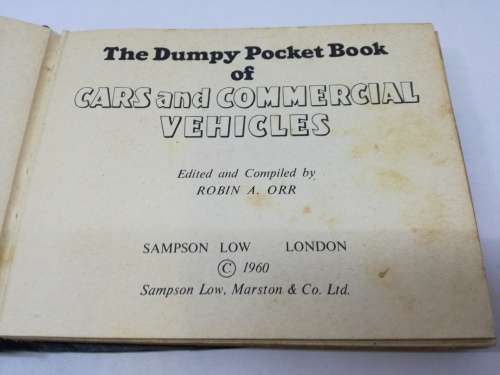 The Dumpy Pocket Book
of
CARS and COMMERCIAL
VEHICLES
Edited and Compiled by
ROBIN A. ORR
SAMPSON LOW LONDON
© 1960
Sampson Low, Marston & Co. Ltd.